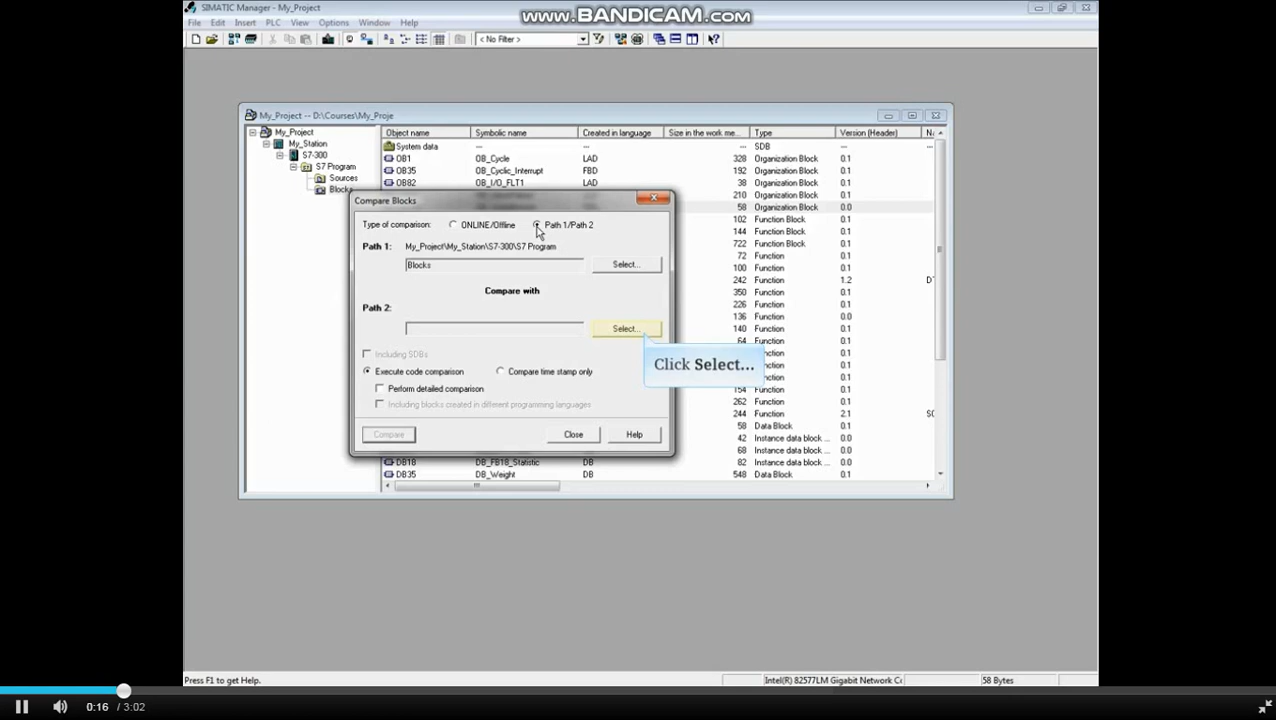 SIMATIC Manager - My_Project
www.BANDICAM.com
File Edit Insert PLC View Options Window Help
< No Filter >
My_Project -- D:\Courses\My_Proje
My_Project
My_Station
S7-300
S7 Program
Sources
Blocks
Object name Symbolic name Created in language Size in the work me... Type Version (Header)
System data --- --- --- SDB ---
OB1 OB_Cycle LAD 328 Organization Block 0.1
OB35 OB_Cyclic_Interrupt FBD 192 Organization Block 0.1
OB82 OB_I/O_FLT1 LAD 38 Organization Block 0.1
210 Organization Block 0.1
58 Organization Block 0.0
102 Function Block 0.1
144 Function Block 0.1
722 Function Block 0.1
72 Function 0.1
100 Function 0.1
242 Function 1.2
350 Function 0.1
226 Function 0.1
136 Function 0.0
140 Function 0.1
64 Function 0.1
154 Function 0.1
262 Function 0.1
244 Function 2.1
58 Data Block 0.1
42 Instance data block ... 0.0
68 Instance data block ... 0.0
DB18 DB_FB18_Statistic DB 82 Instance data block ... 0.0
DB35 DB_Weight DB 548 Data Block 0.1
Compare Blocks
Type of comparison: ONLINE/Offline Path 1/Path 2
Path 1: My_Project\My_Station\S7-300\S7 Program
Blocks Select...
Compare with
Path 2:
Select...
Click Select...
Including SDBs
Execute code comparison Compare time stamp only
Perform detailed comparison
Including blocks created in different programming languages
Compare Close Help
Press F1 to get Help. Intel(R) 82577LM Gigabit Network Co 58 Bytes
0:16 / 3:02